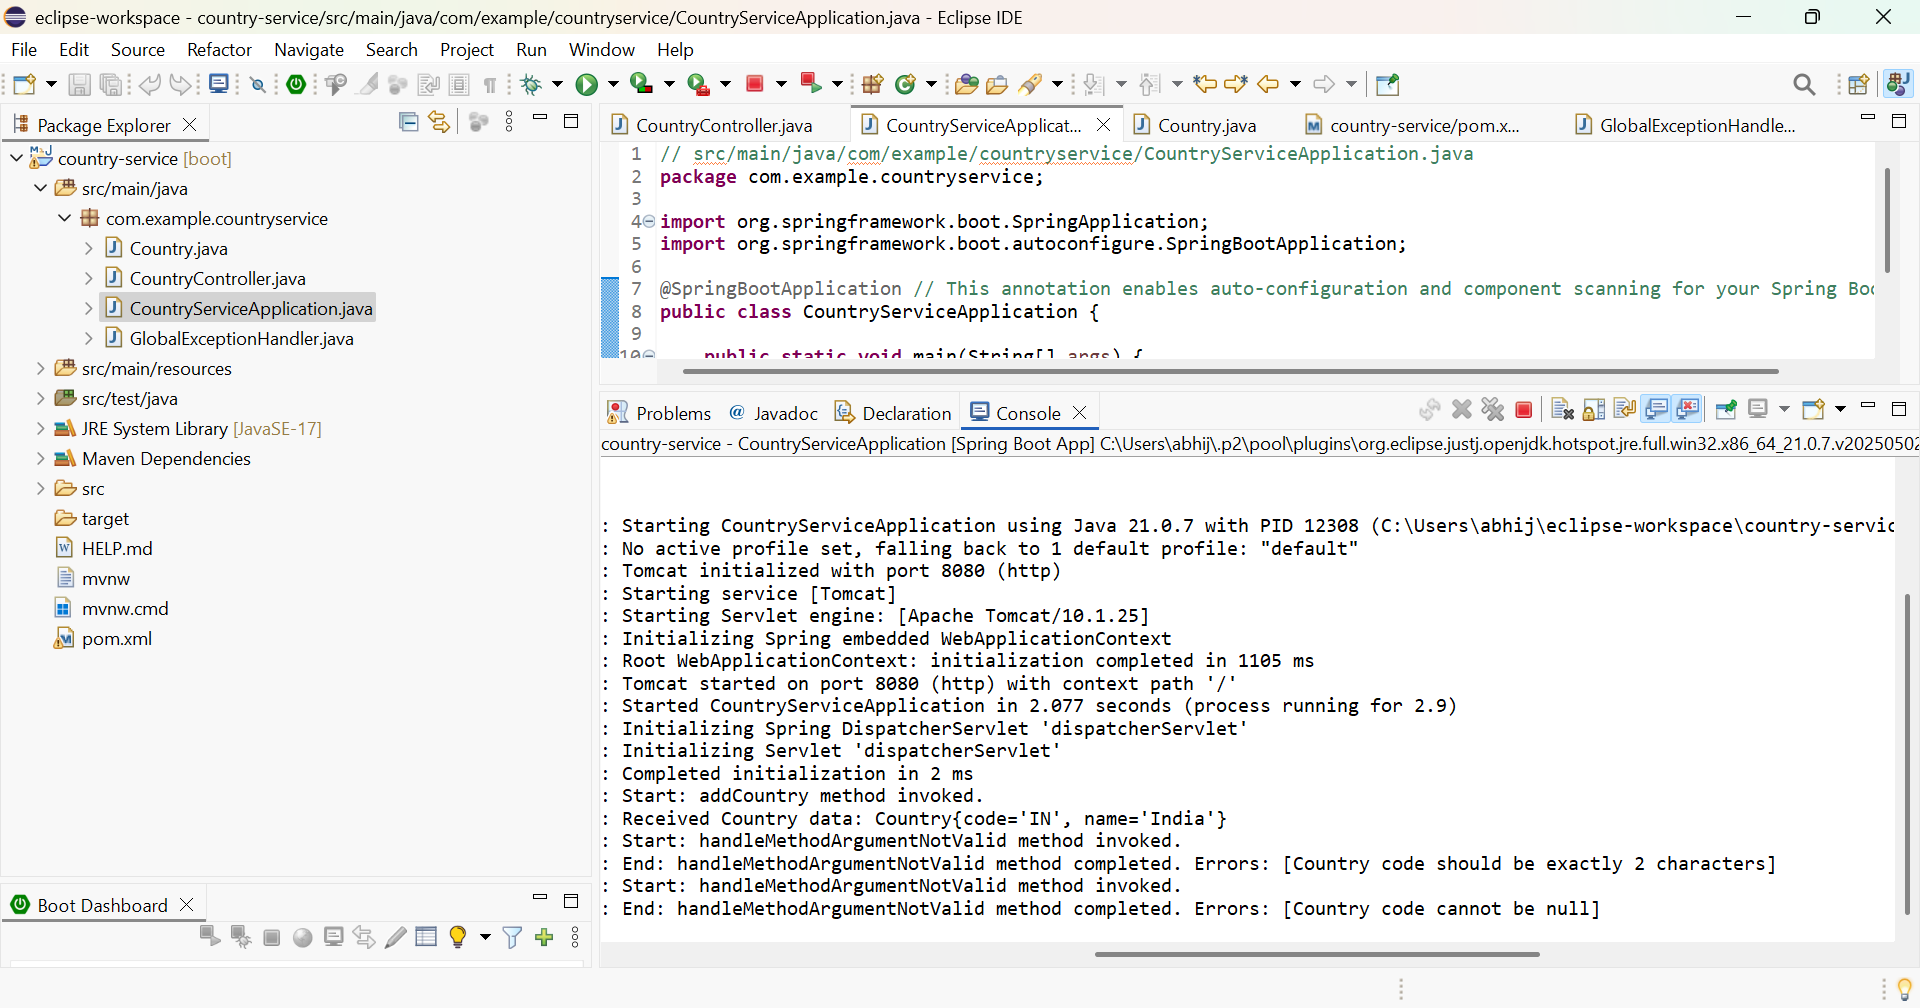 eclipse-workspace - country-service/src/main/java/com/example/countryservice/CountryServiceApplication.java - Eclipse IDE
File Edit Source Refactor Navigate Search Project Run Window Help
Package Explorer
country-service [boot]
src/main/java
com.example.countryservice
Country.java
CountryController.java
CountryServiceApplication.java
GlobalExceptionHandler.java
src/main/resources
src/test/java
JRE System Library [JavaSE-17]
Maven Dependencies
src
target
HELP.md
mvnw
mvnw.cmd
pom.xml
Boot Dashboard
CountryController.java CountryServiceApplicat... Country.java country-service/pom.x... GlobalExceptionHandle...
1 // src/main/java/com/example/countryservice/CountryServiceApplication.java
2 package com.example.countryservice;
3
4 import org.springframework.boot.SpringApplication;
5 import org.springframework.boot.autoconfigure.SpringBootApplication;
6
7 @SpringBootApplication // This annotation enables auto-configuration and component scanning for your Spring Boo
8 public class CountryServiceApplication {
9
10 public static void main(String[] args) {
Problems @ Javadoc Declaration Console
country-service - CountryServiceApplication [Spring Boot App] C:\Users\abhij\.p2\pool\plugins\org.eclipse.justj.openjdk.hotspot.jre.full.win32.x86_64_21.0.7.v20250502
: Starting CountryServiceApplication using Java 21.0.7 with PID 12308 (C:\Users\abhij\eclipse-workspace\country-servic
: No active profile set, falling back to 1 default profile: "default"
: Tomcat initialized with port 8080 (http)
: Starting service [Tomcat]
: Starting Servlet engine: [Apache Tomcat/10.1.25]
: Initializing Spring embedded WebApplicationContext
: Root WebApplicationContext: initialization completed in 1105 ms
: Tomcat started on port 8080 (http) with context path '/'
: Started CountryServiceApplication in 2.077 seconds (process running for 2.9)
: Initializing Spring DispatcherServlet 'dispatcherServlet'
: Initializing Servlet 'dispatcherServlet'
: Completed initialization in 2 ms
: Start: addCountry method invoked.
: Received Country data: Country{code='IN', name='India'}
: Start: handleMethodArgumentNotValid method invoked.
: End: handleMethodArgumentNotValid method completed. Errors: [Country code should be exactly 2 characters]
: Start: handleMethodArgumentNotValid method invoked.
: End: handleMethodArgumentNotValid method completed. Errors: [Country code cannot be null]